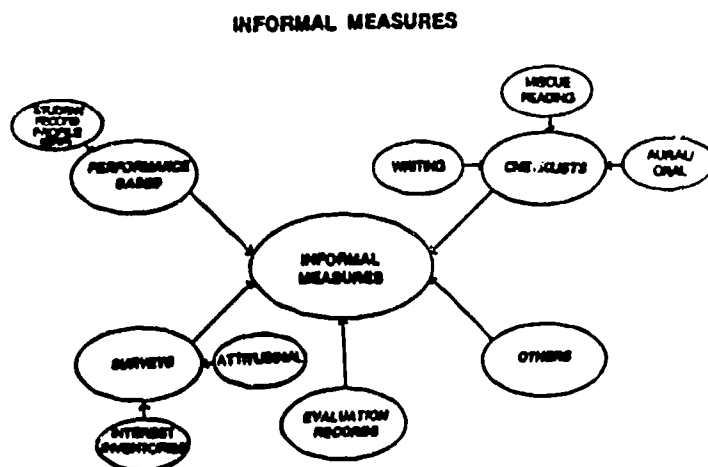 INFORMAL MEASURES
MISCUE
READING
STUDENT
RECORD
PROFILE
WRITING
CHECKLISTS
AURAL/
ORAL
PERFORMANCE
BASED
INFORMAL
MEASURES
SURVEYS
ATTITUDINAL
OTHERS
EVALUATION
RECORDS
INTEREST
INVENTORIES